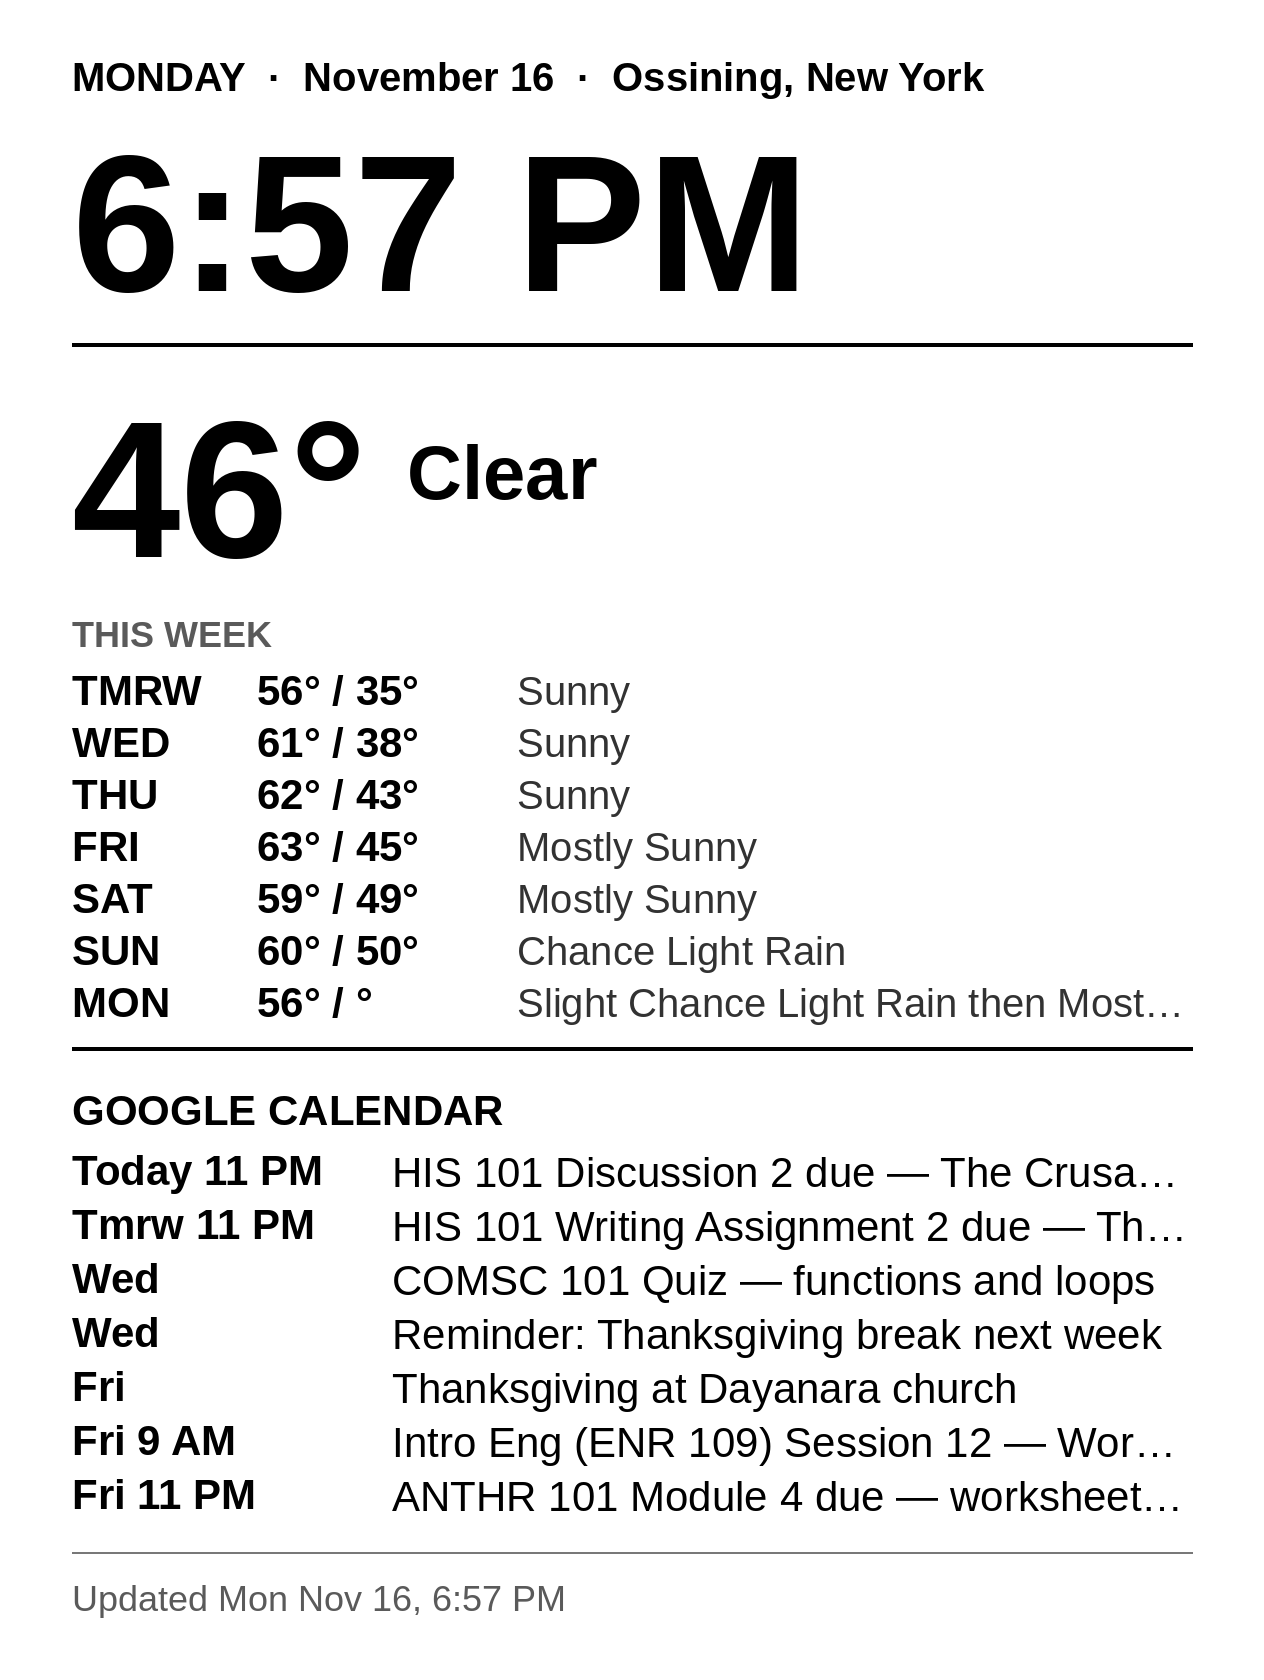 MONDAY · November 16 · Ossining, New York
6:57 PM
46° Clear
THIS WEEK
TMRW 56° / 35° Sunny
WED 61° / 38° Sunny
THU 62° / 43° Sunny
FRI 63° / 45° Mostly Sunny
SAT 59° / 49° Mostly Sunny
SUN 60° / 50° Chance Light Rain
MON 56° / ° Slight Chance Light Rain then Most…
GOOGLE CALENDAR
Today 11 PM HIS 101 Discussion 2 due — The Crusa…
Tmrw 11 PM HIS 101 Writing Assignment 2 due — Th…
Wed COMSC 101 Quiz — functions and loops
Wed Reminder: Thanksgiving break next week
Fri Thanksgiving at Dayanara church
Fri 9 AM Intro Eng (ENR 109) Session 12 — Wor…
Fri 11 PM ANTHR 101 Module 4 due — worksheet…
Updated Mon Nov 16, 6:57 PM